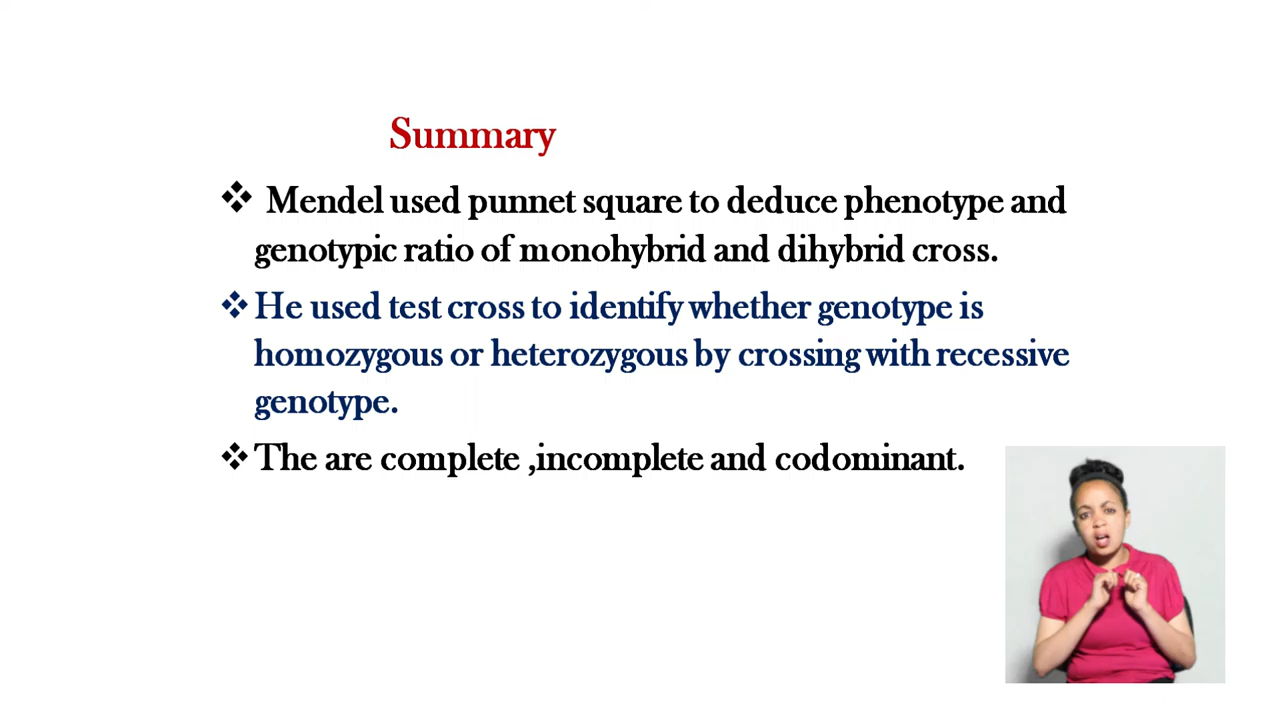 Summary
❖ Mendel used punnet square to deduce phenotype and
genotypic ratio of monohybrid and dihybrid cross.
❖ He used test cross to identify whether genotype is
homozygous or heterozygous by crossing with recessive
genotype.
❖ The are complete ,incomplete and codominant.